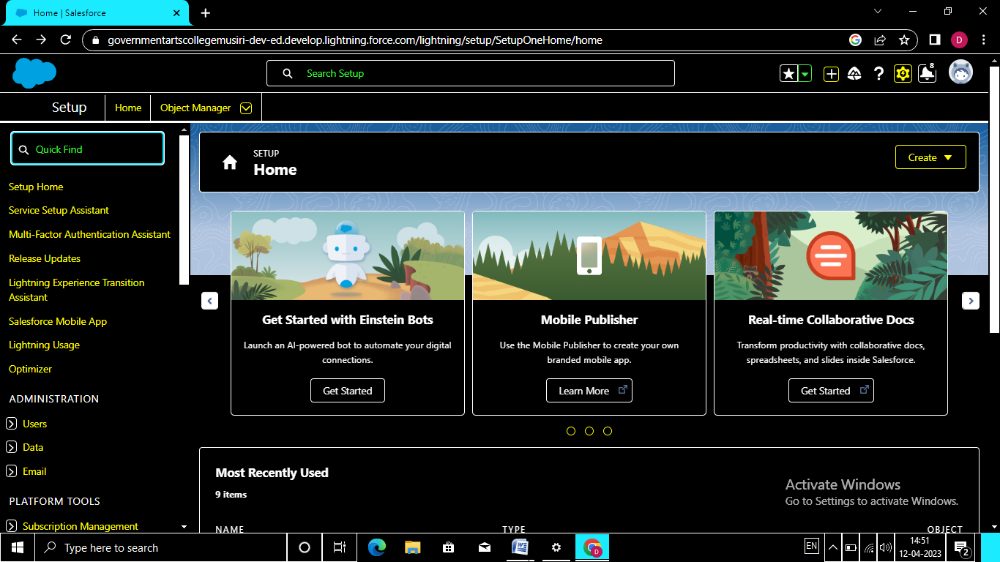 Home | Salesforce
governmentartscollegemusiri-dev-ed.develop.lightning.force.com/lightning/setup/SetupOneHome/home
D
Search Setup
8
Setup
Home
Object Manager
Quick Find
Setup Home
Service Setup Assistant
Multi-Factor Authentication Assistant
Release Updates
Lightning Experience Transition
Assistant
Salesforce Mobile App
Lightning Usage
Optimizer
ADMINISTRATION
Users
Data
Email
PLATFORM TOOLS
Subscription Management
SETUP
Home
Create
Get Started with Einstein Bots
Launch an AI-powered bot to automate your digital
connections.
Get Started
Mobile Publisher
Use the Mobile Publisher to create your own
branded mobile app.
Learn More
Real-time Collaborative Docs
Transform productivity with collaborative docs,
spreadsheets, and slides inside Salesforce.
Get Started
Most Recently Used
9 items
NAME TYPE OBJECT
Activate Windows
Go to Settings to activate Windows.
Type here to search
W
D
EN
14:51
12-04-2023
2